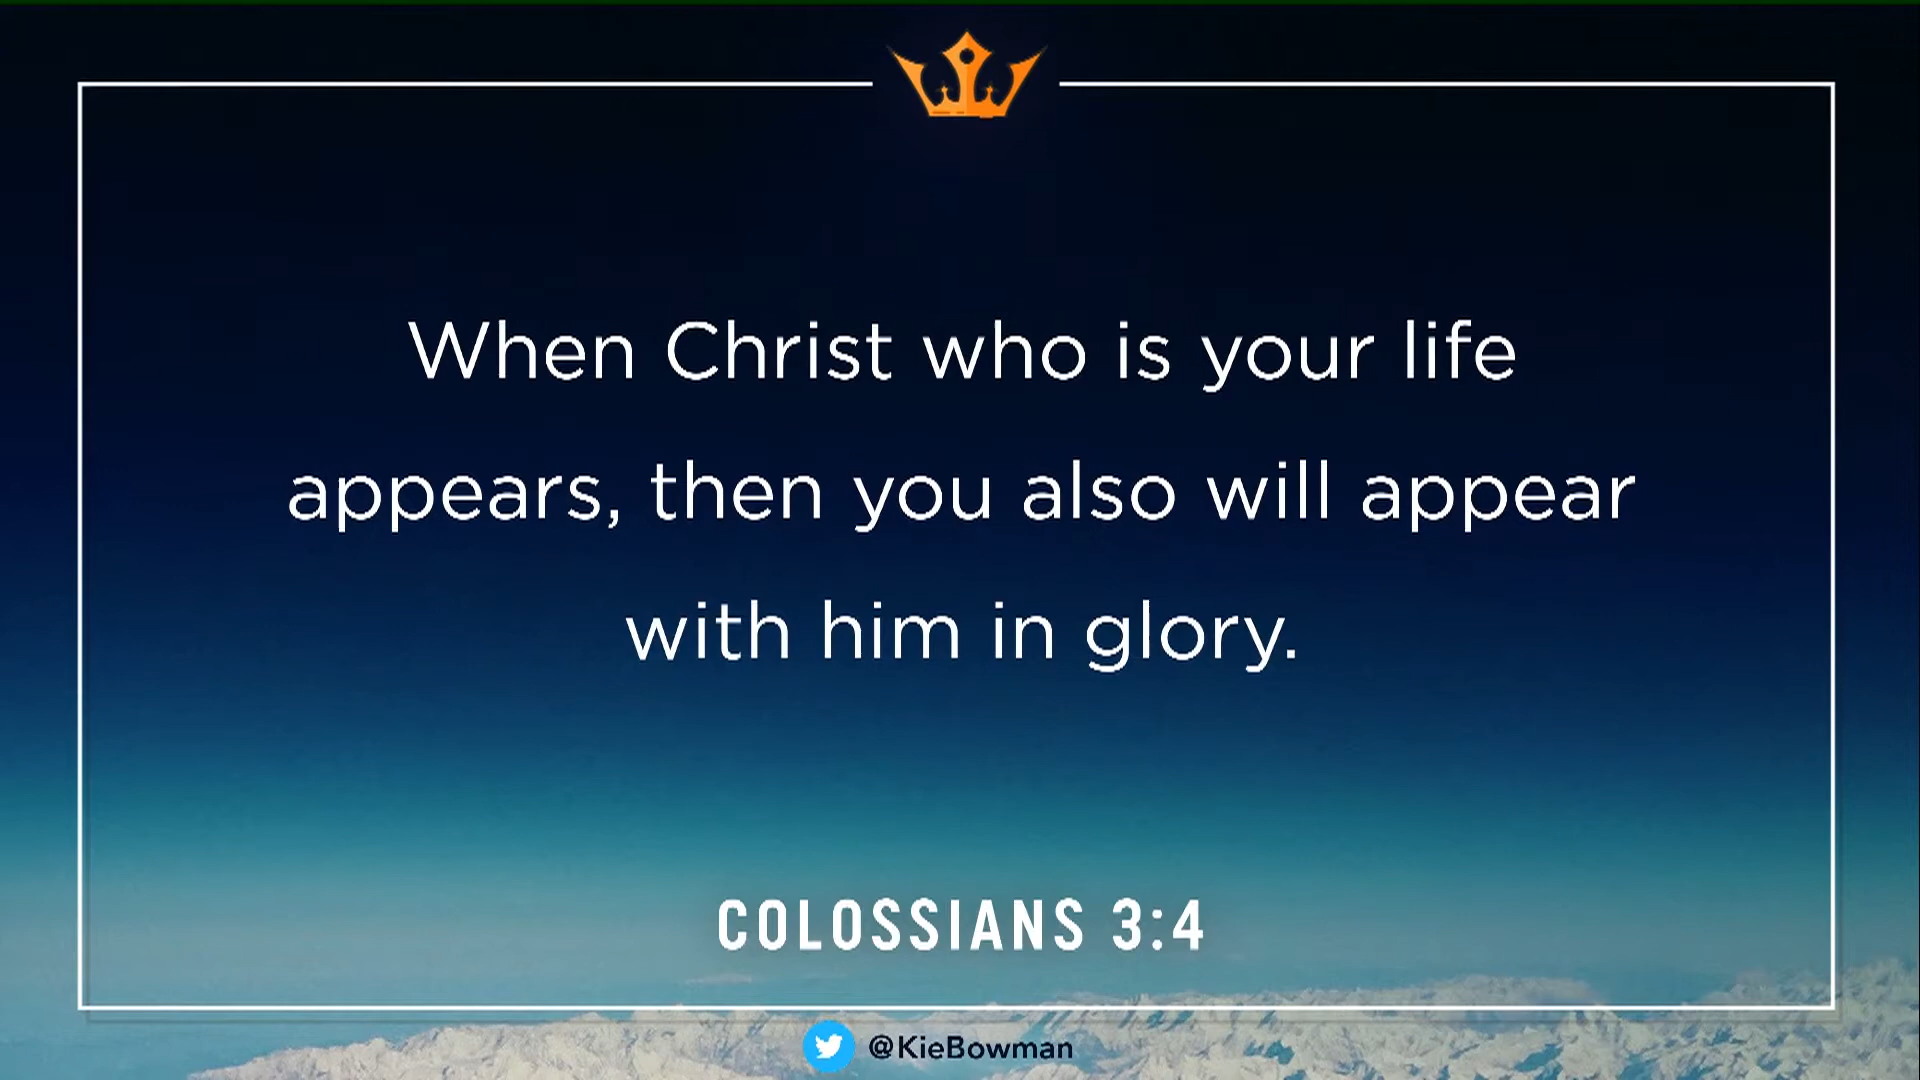 When Christ who is your life
appears, then you also will appear
with him in glory.
COLOSSIANS 3:4
@KieBowman